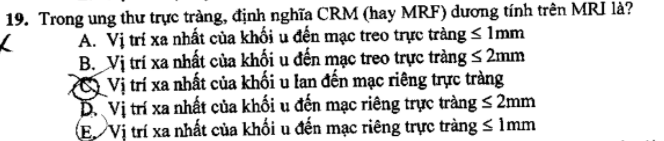 19. Trong ung thư trực tràng, định nghĩa CRM (hay MRF) dương tính trên MRI là?
A. Vị trí xa nhất của khối u đến mạc treo trực tràng ≤ 1mm
B. Vị trí xa nhất của khối u đến mạc treo trực tràng ≤ 2mm
C. Vị trí xa nhất của khối u lan đến mạc riêng trực tràng
D. Vị trí xa nhất của khối u đến mạc riêng trực tràng ≤ 2mm
E. Vị trí xa nhất của khối u đến mạc riêng trực tràng ≤ 1mm